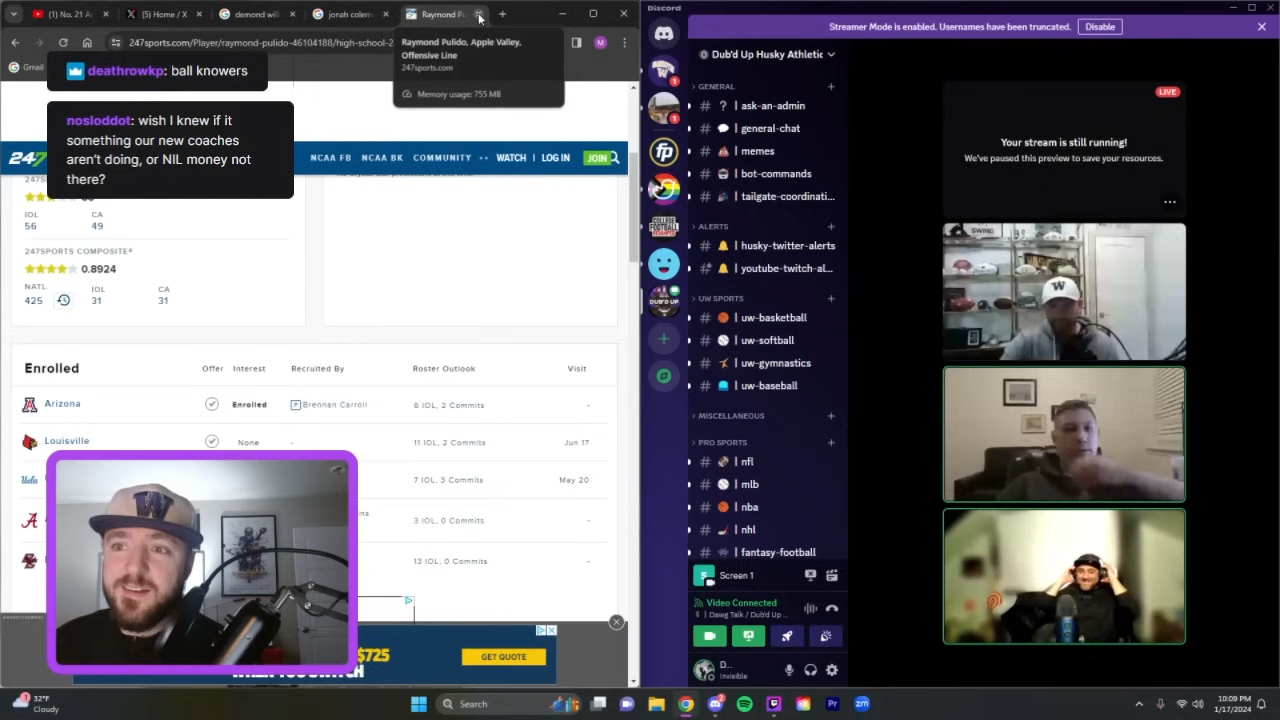 No. 21 A
(5) Home / X
demond wil
jonah colem
Raymond Pu
247sports.com/Player/raymond-pulido-46104188/high-school-2
M
Gmail
Raymond Pulido, Apple Valley,
Offensive Line
247sports.com
Memory usage: 755 MB
deathrowkp: ball knowers
nosloddot: wish I knew if it
something our new coaches
aren't doing, or NIL money not
there?
247
NCAA FB
NCAA BK
COMMUNITY
WATCH
LOG IN
JOIN
IOL
CA
56
49
247SPORTS COMPOSITE®
0.8924
NATL.
IOL
CA
425
31
31
Enrolled
Offer
Interest
Recruited By
Roster Outlook
Visit
Arizona
Enrolled
Brennan Carroll
6 IOL, 2 Commits
-
Louisville
None
-
11 IOL, 2 Commits
Jun 17
7 IOL, 3 Commits
May 20
3 IOL, 0 Commits
-
13 IOL, 0 Commits
-
$725
GET QUOTE
Discord
Streamer Mode is enabled. Usernames have been truncated.
Disable
Dub'd Up Husky Athletic
GENERAL
ask-an-admin
general-chat
memes
bot-commands
tailgate-coordinati...
ALERTS
husky-twitter-alerts
youtube-twitch-al...
UW SPORTS
uw-basketball
uw-softball
uw-gymnastics
uw-baseball
MISCELLANEOUS
PRO SPORTS
nfl
mlb
nba
nhl
fantasy-football
Screen 1
Video Connected
Dawg Talk / Dub'd Up ...
D...
Invisible
LIVE
Your stream is still running!
We've paused this preview to save your resources.
SWING
W
32°F
Cloudy
Search
10:09 PM
1/17/2024